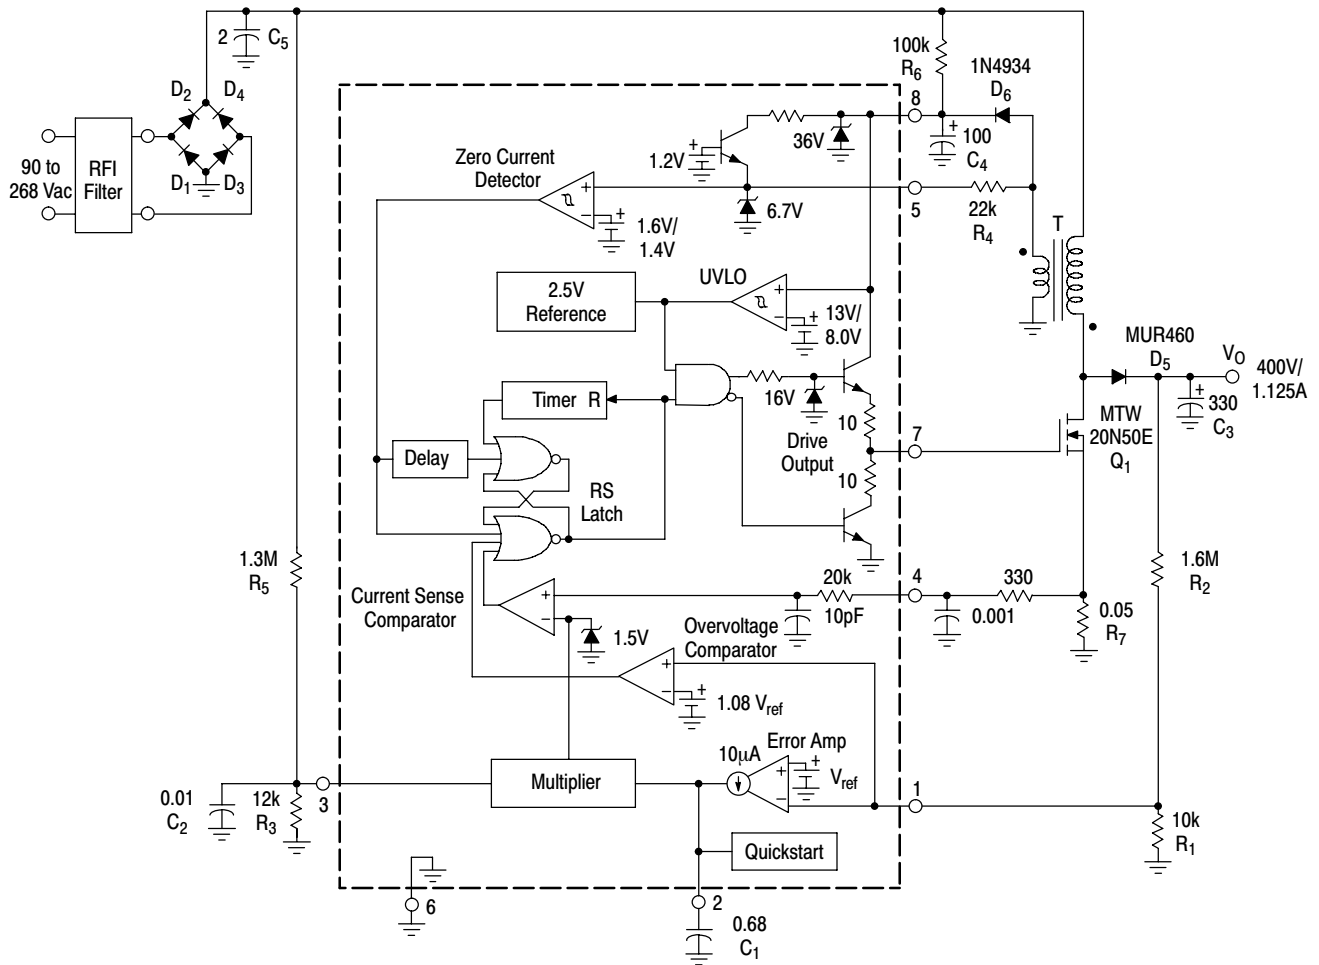 2
C5
D2
D4
D1
D3
90 to
268 Vac
RFI
Filter
100k
R6
1N4934
D6
8
100
C4
36V
1.2V
Zero Current
Detector
+
−
+
1.6V/
1.4V
6.7V
5
22k
R4
T
UVLO
2.5V
Reference
+
−
+
13V/
8.0V
MUR460
D5
VO
400V/
1.125A
+
330
C3
Timer R
16V
10
Drive
Output
7
MTW
20N50E
Q1
10
Delay
RS
Latch
1.3M
R5
20k
4
330
1.6M
R2
Current Sense
Comparator
+
−
10pF
0.001
0.05
R7
1.5V
Overvoltage
Comparator
+
−
+
1.08 Vref
Error Amp
10µA
Multiplier
+
−
+
Vref
1
0.01
C2
12k
R3
3
10k
R1
Quickstart
6
2
0.68
C1